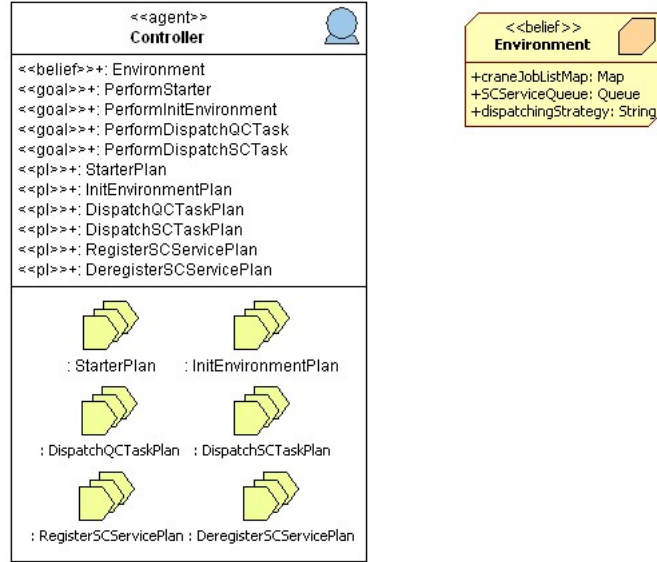 <<agent>>
Controller
<<belief>>+: Environment
<<goal>>+: PerformStarter
<<goal>>+: PerformInitEnvironment
<<goal>>+: PerformDispatchQCTask
<<goal>>+: PerformDispatchSCTask
<<pl>>+: StarterPlan
<<pl>>+: InitEnvironmentPlan
<<pl>>+: DispatchQCTaskPlan
<<pl>>+: DispatchSCTaskPlan
<<pl>>+: RegisterSCServicePlan
<<pl>>+: DeregisterSCServicePlan
: StarterPlan : InitEnvironmentPlan
: DispatchQCTaskPlan : DispatchSCTaskPlan
: RegisterSCServicePlan : DeregisterSCServicePlan
<<belief>>
Environment
+craneJobListMap: Map
+SCServiceQueue: Queue
+dispatchingStrategy: String